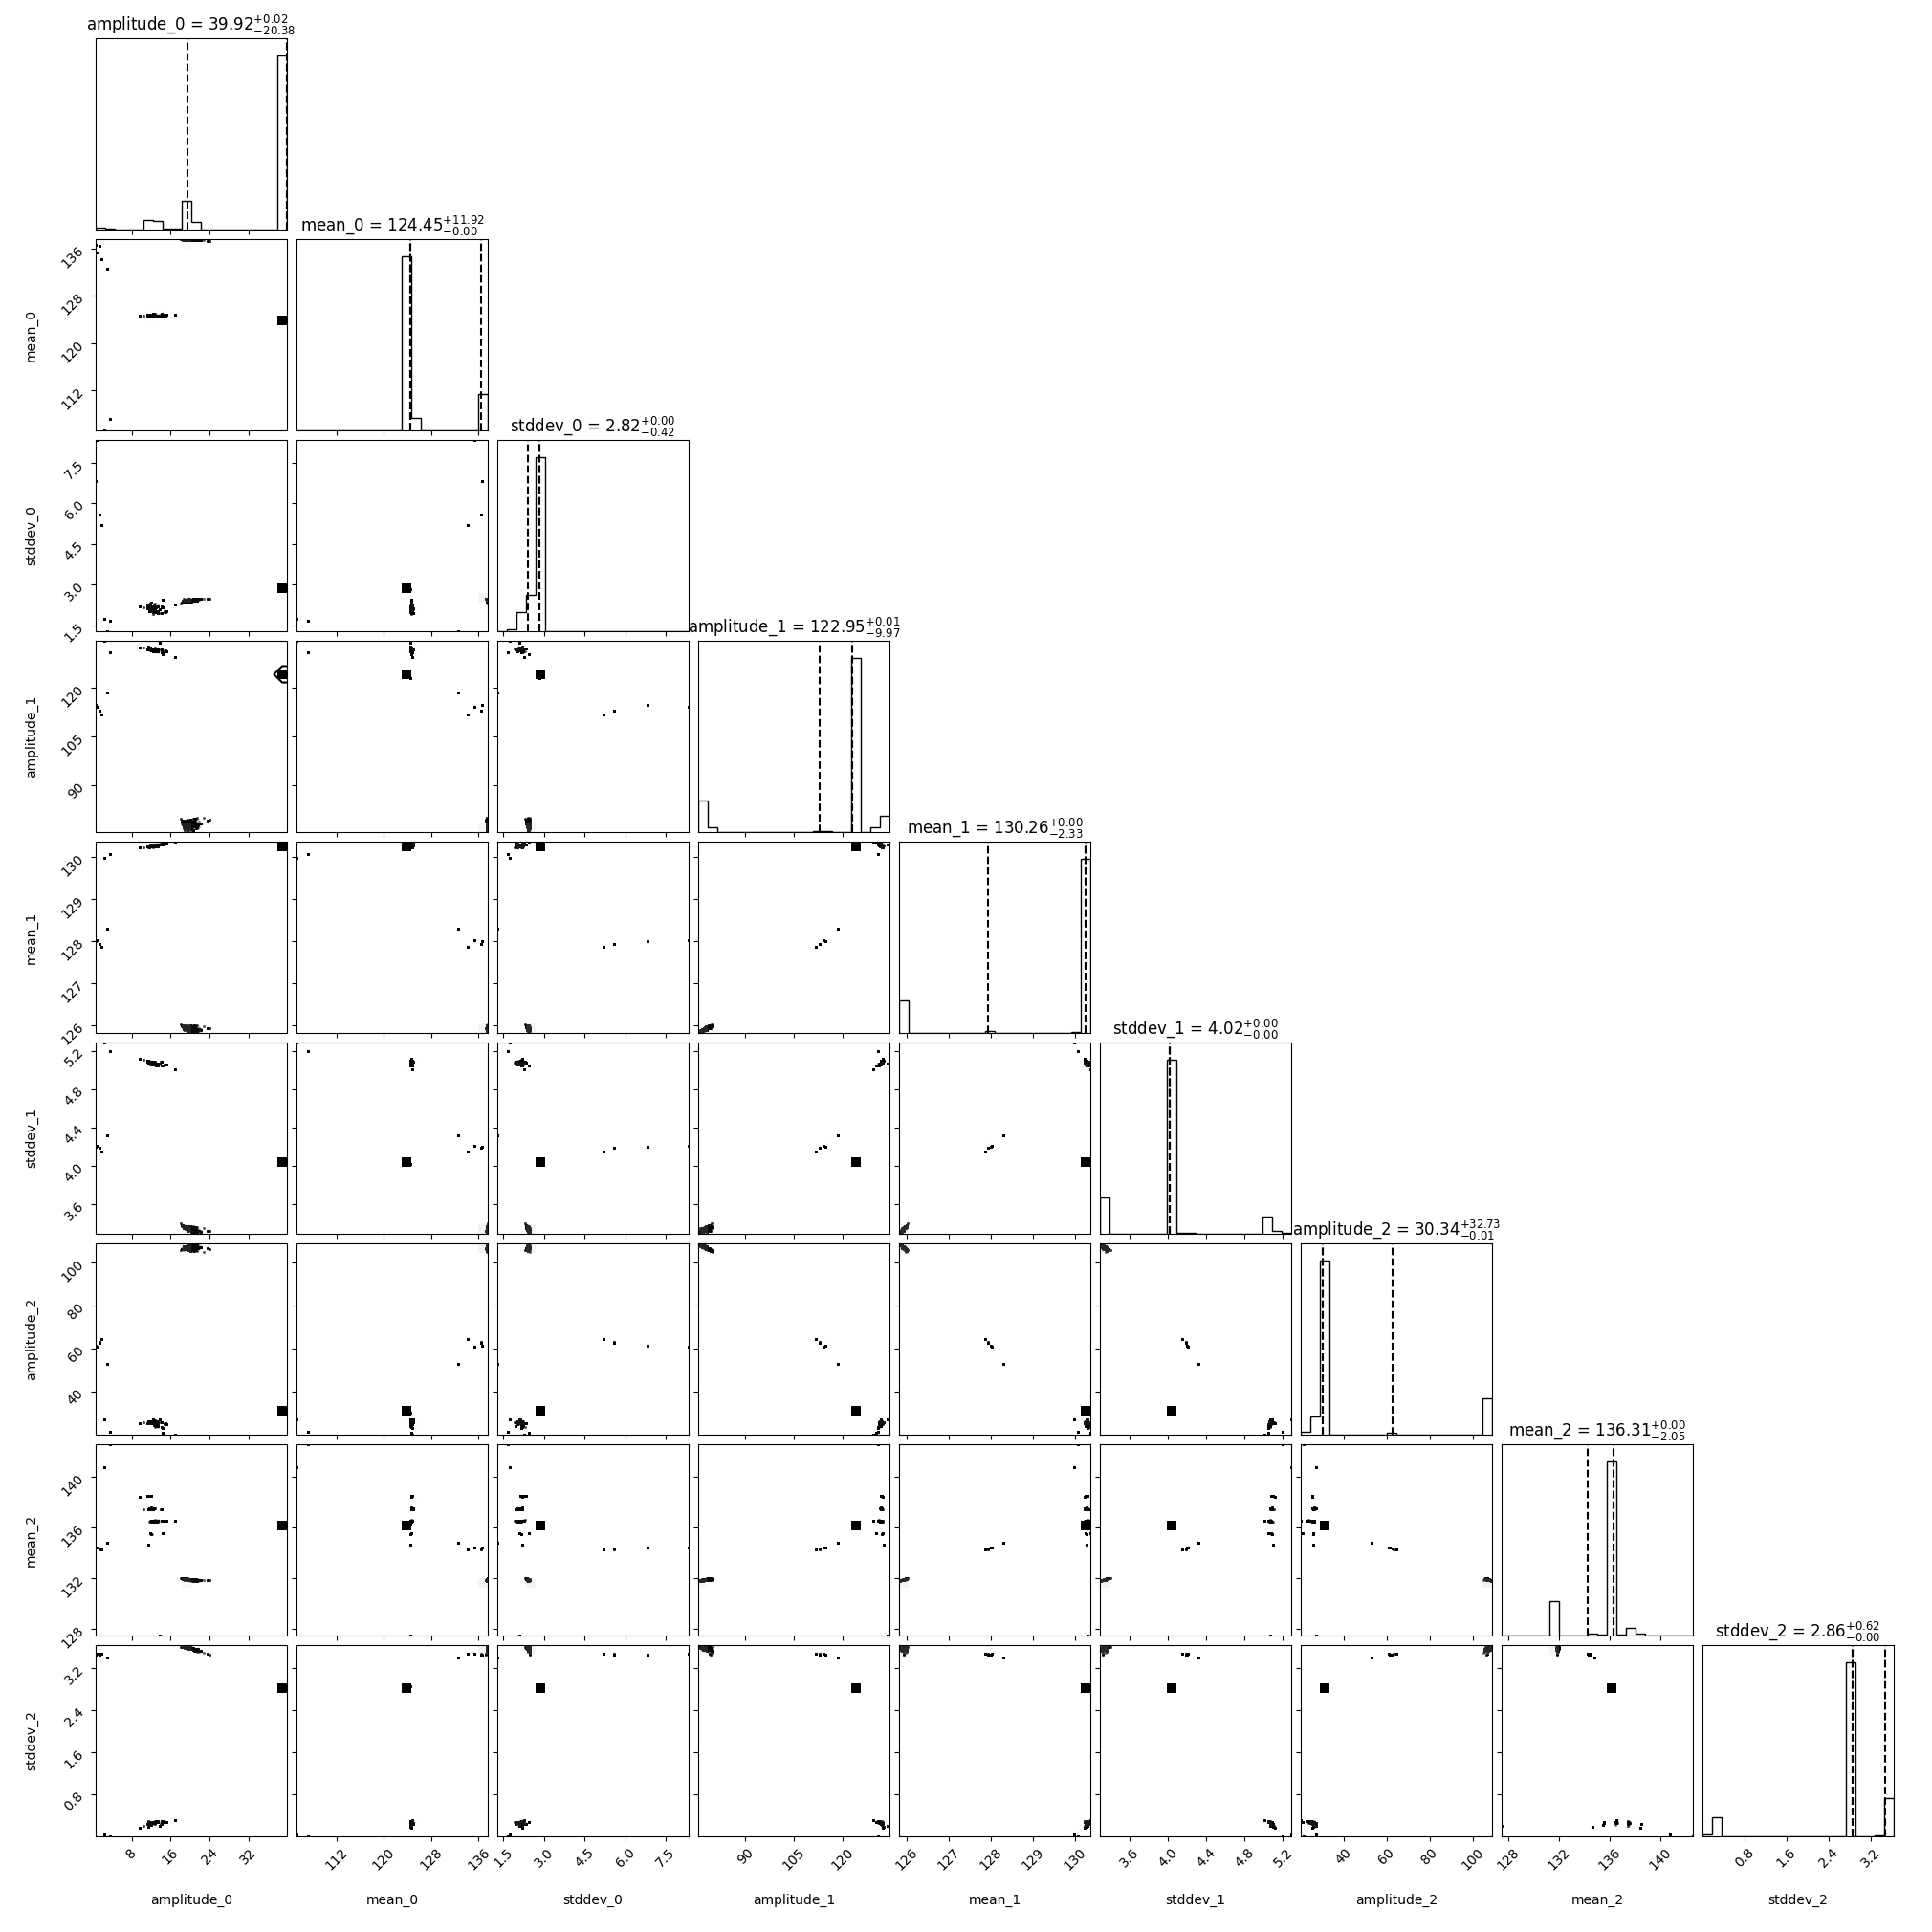 amplitude_0 = 39.92+0.02−20.38
mean_0 = 124.45+11.92−0.00
136
128
120
112
mean_0
stddev_0 = 2.82+0.00−0.42
7.5
6.0
4.5
3.0
1.5
stddev_0
amplitude_1 = 122.95+0.01−9.97
120
105
90
amplitude_1
mean_1 = 130.26+0.00−2.33
130
129
128
127
126
mean_1
stddev_1 = 4.02+0.00−0.00
5.2
4.8
4.4
4.0
3.6
stddev_1
amplitude_2 = 30.34+32.73−0.01
100
80
60
40
amplitude_2
mean_2 = 136.31+0.00−2.05
140
136
132
128
mean_2
stddev_2 = 2.86+0.62−0.00
3.2
2.4
1.6
0.8
stddev_2
8 16 24 32 112 120 128 136 1.5 3.0 4.5 6.0 7.5 90 105 120 126 127 128 129 130 3.6 4.0 4.4 4.8 5.2 40 60 80 100 128 132 136 140 0.8 1.6 2.4 3.2
amplitude_0 mean_0 stddev_0 amplitude_1 mean_1 stddev_1 amplitude_2 mean_2 stddev_2